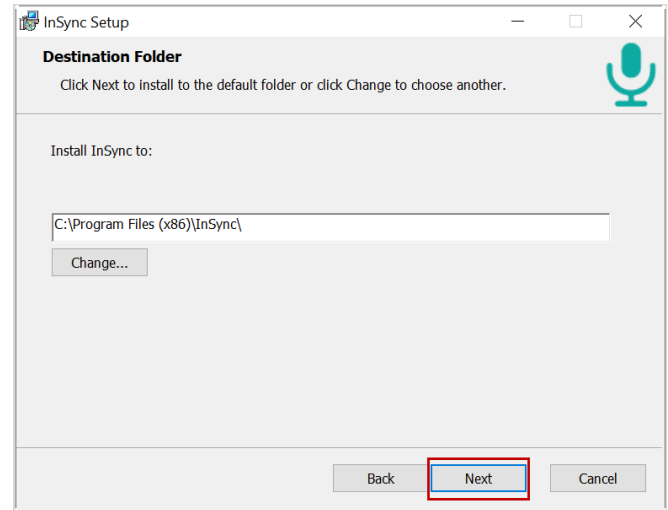 InSync Setup
Destination Folder
Click Next to install to the default folder or click Change to choose another.
Install InSync to:
C:\Program Files (x86)\InSync\
Change...
Back Next Cancel